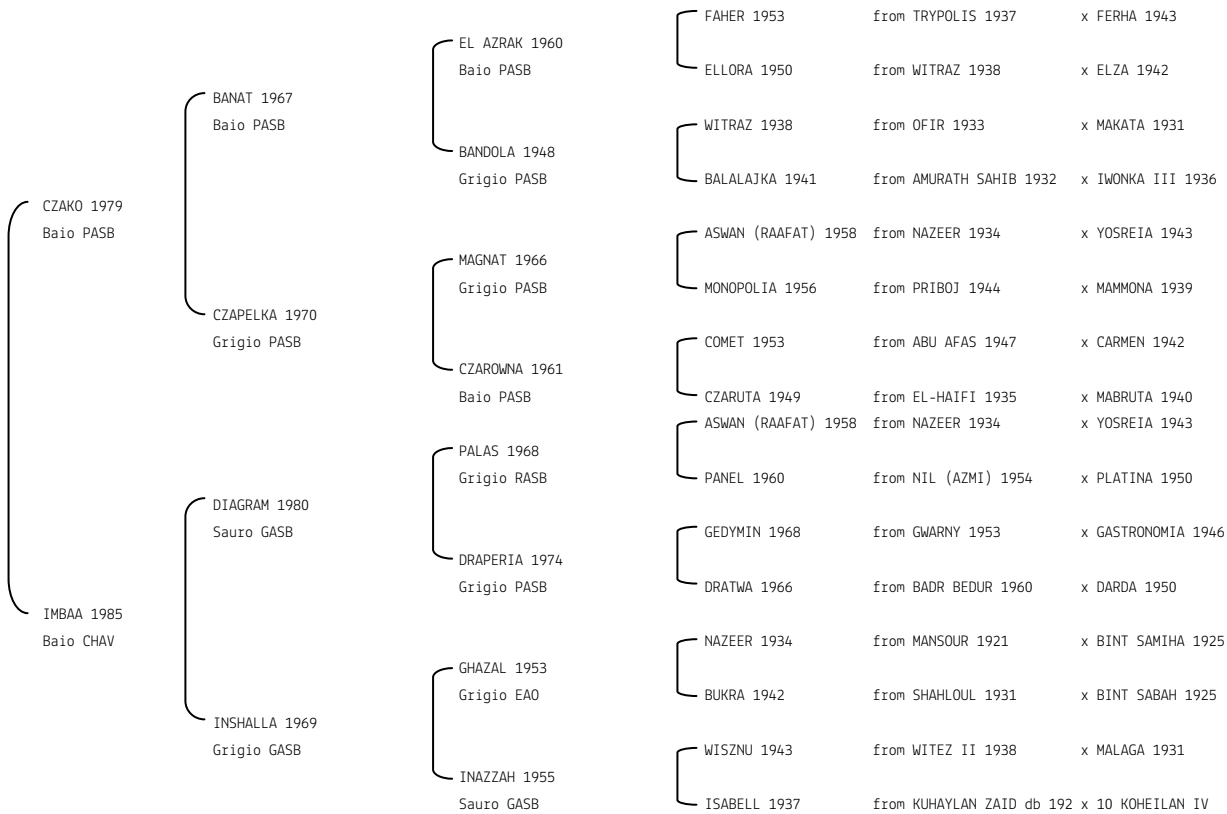 FAHER 1953 from TRYPOLIS 1937 x FERHA 1943
EL AZRAK 1960
Baio PASB
ELLORA 1950 from WITRAZ 1938 x ELZA 1942
BANAT 1967
Baio PASB
WITRAZ 1938 from OFIR 1933 x MAKATA 1931
BANDOLA 1948
Grigio PASB
BALALAJKA 1941 from AMURATH SAHIB 1932 x IWONKA III 1936
CZAKO 1979
Baio PASB
ASWAN (RAAFAT) 1958 from NAZEER 1934 x YOSREIA 1943
MAGNAT 1966
Grigio PASB
MONOPOLIA 1956 from PRIBOJ 1944 x MAMMONA 1939
CZAPELKA 1970
Grigio PASB
COMET 1953 from ABU AFAS 1947 x CARMEN 1942
CZAROWNA 1961
Baio PASB
CZARUTA 1949 from EL-HAIFI 1935 x MABRUTA 1940
ASWAN (RAAFAT) 1958 from NAZEER 1934 x YOSREIA 1943
PALAS 1968
Grigio RASB
PANEL 1960 from NIL (AZMI) 1954 x PLATINA 1950
DIAGRAM 1980
Sauro GASB
GEDYMIN 1968 from GWARNY 1953 x GASTRONOMIA 1946
DRAPERIA 1974
Grigio PASB
DRATWA 1966 from BADR BEDUR 1960 x DARDA 1950
IMBAA 1985
Baio CHAV
NAZEER 1934 from MANSOUR 1921 x BINT SAMIHA 1925
GHAZAL 1953
Grigio EAO
BUKRA 1942 from SHAHLOUL 1931 x BINT SABAH 1925
INSHALLA 1969
Grigio GASB
WISZNU 1943 from WITEZ II 1938 x MALAGA 1931
INAZZAH 1955
Sauro GASB
ISABELL 1937 from KUHAYLAN ZAID db 192 x 10 KOHEILAN IV